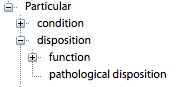 Particular
condition
disposition
function
pathological disposition